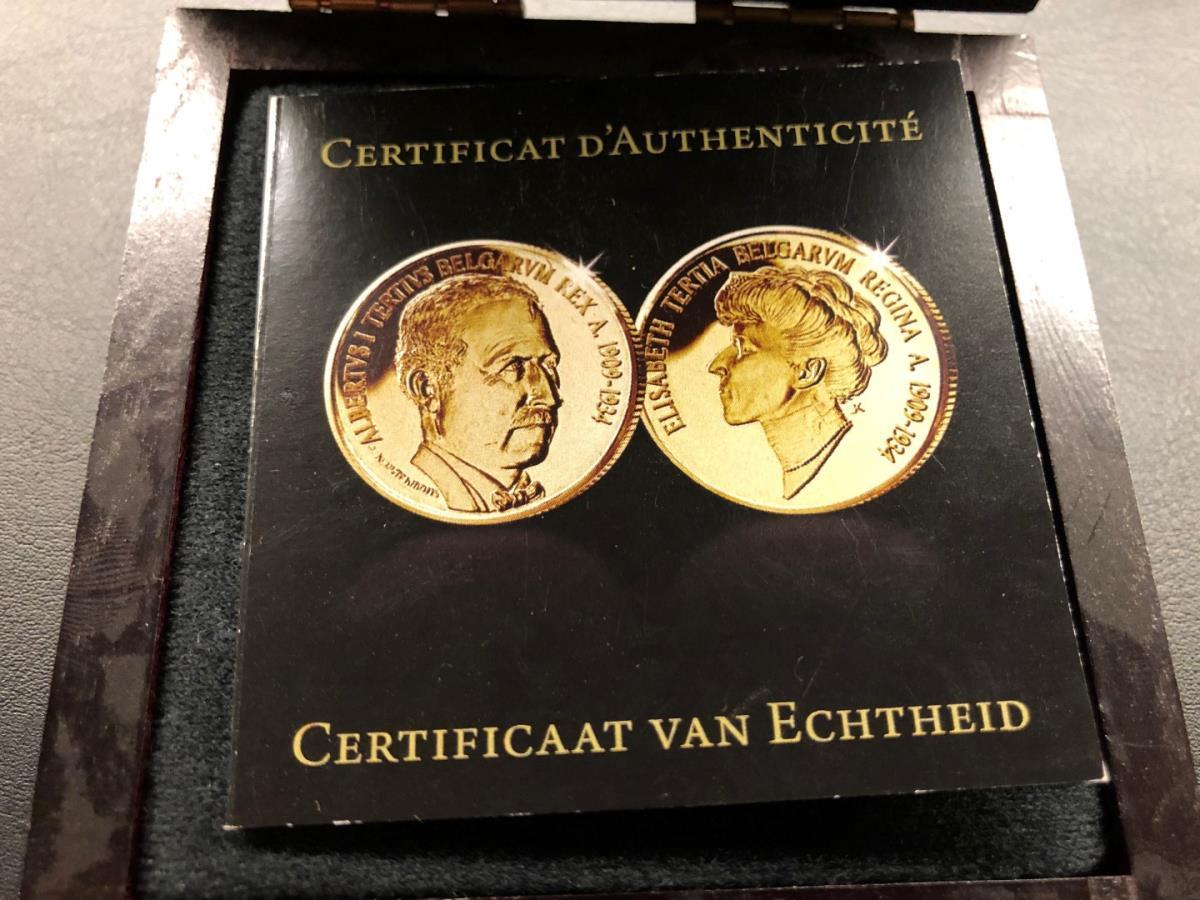 CERTIFICAT D'AUTHENTICITÉ
ALBERTVS I TERTIVS BELGARVM REX A. 1909-1934
ELISABETH TERTIA BELGARVM REGINA A. 1909-1934
CERTIFICAAT VAN ECHTHEID